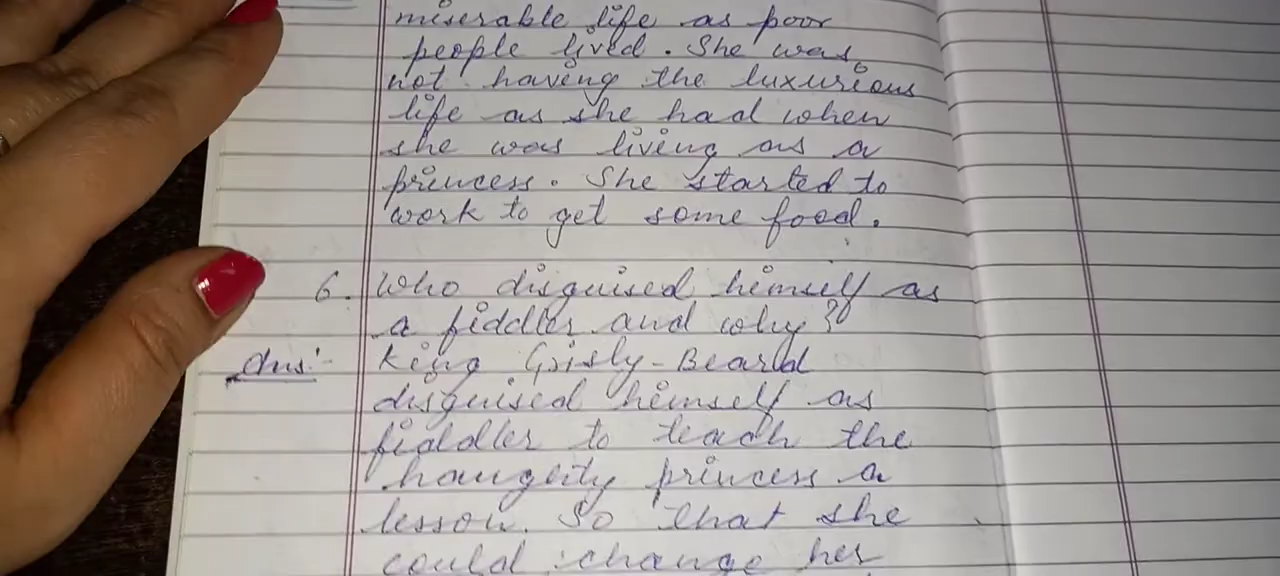 miserable life as poor
people lived. She was
not having the luxurious
life as she had when
she was living as a
princess. She started to
work to get some food.
6. Who disguised himself as
a fiddler and why?
Ans:- King Grisly-Beard
disguised himself as
fiddler to teach the
haugeity princess a
lesson. So that she
could change her